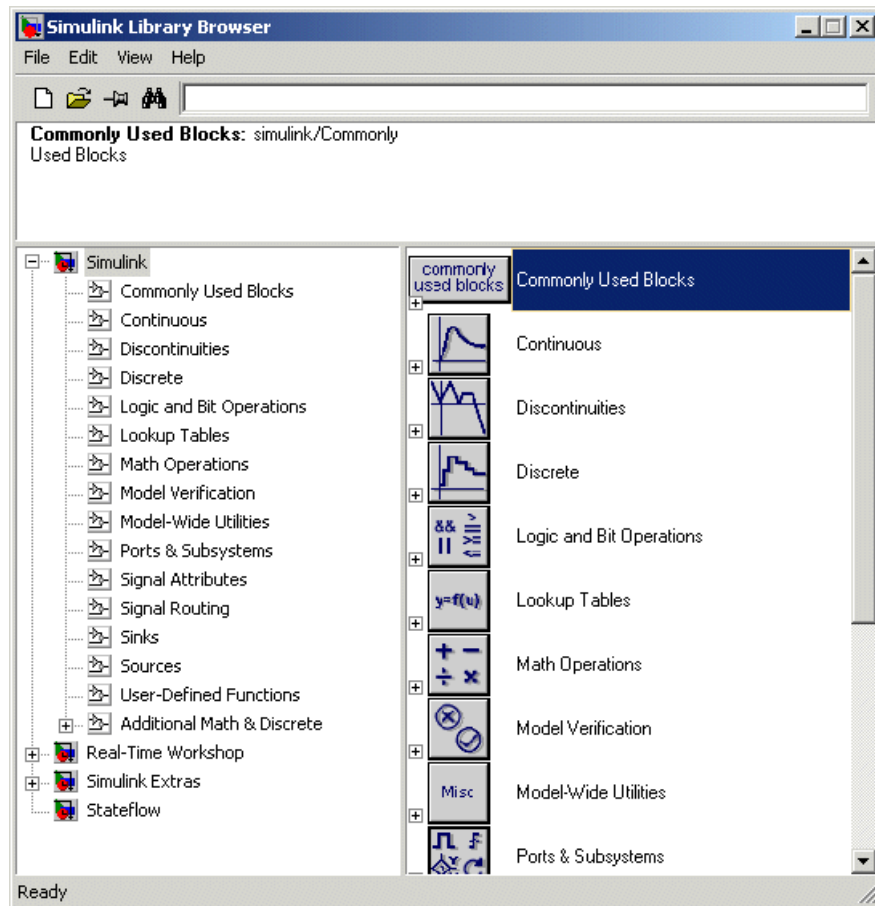 Simulink Library Browser
File Edit View Help
Commonly Used Blocks: simulink/Commonly
Used Blocks
Simulink
Commonly Used Blocks
Continuous
Discontinuities
Discrete
Logic and Bit Operations
Lookup Tables
Math Operations
Model Verification
Model-Wide Utilities
Ports & Subsystems
Signal Attributes
Signal Routing
Sinks
Sources
User-Defined Functions
Additional Math & Discrete
Real-Time Workshop
Simulink Extras
Stateflow
commonly
used blocks
Commonly Used Blocks
Continuous
Discontinuities
Discrete
&& > =
|| >= <=
Logic and Bit Operations
y=f(u)
Lookup Tables
+ −
÷ ×
Math Operations
Model Verification
Misc
Model-Wide Utilities
Ports & Subsystems
Ready